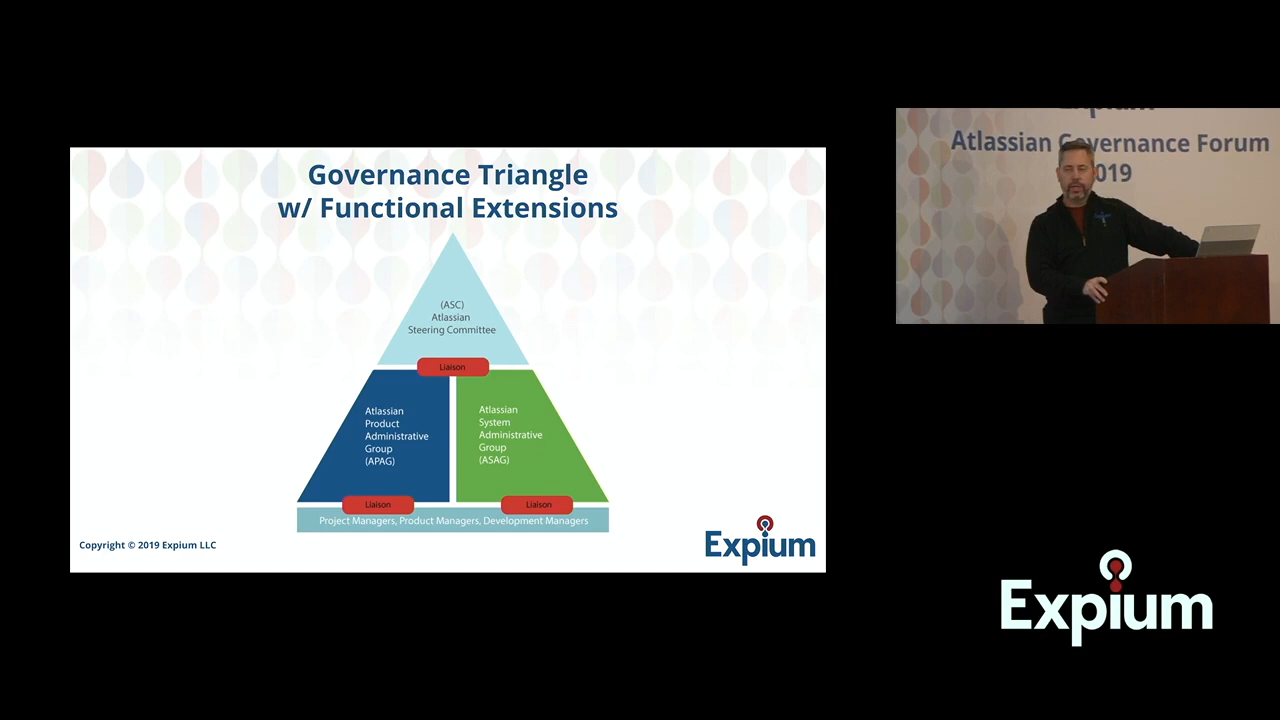 Governance Triangle
w/ Functional Extensions
(ASC)
Atlassian
Steering Committee
Liaison
Atlassian
Product
Administrative
Group
(APAG)
Atlassian
System
Administrative
Group
(ASAG)
Liaison
Liaison
Project Managers, Product Managers, Development Managers
Copyright © 2019 Expium LLC
Expium
Expium
Atlassian Governance Forum
2019
Expium